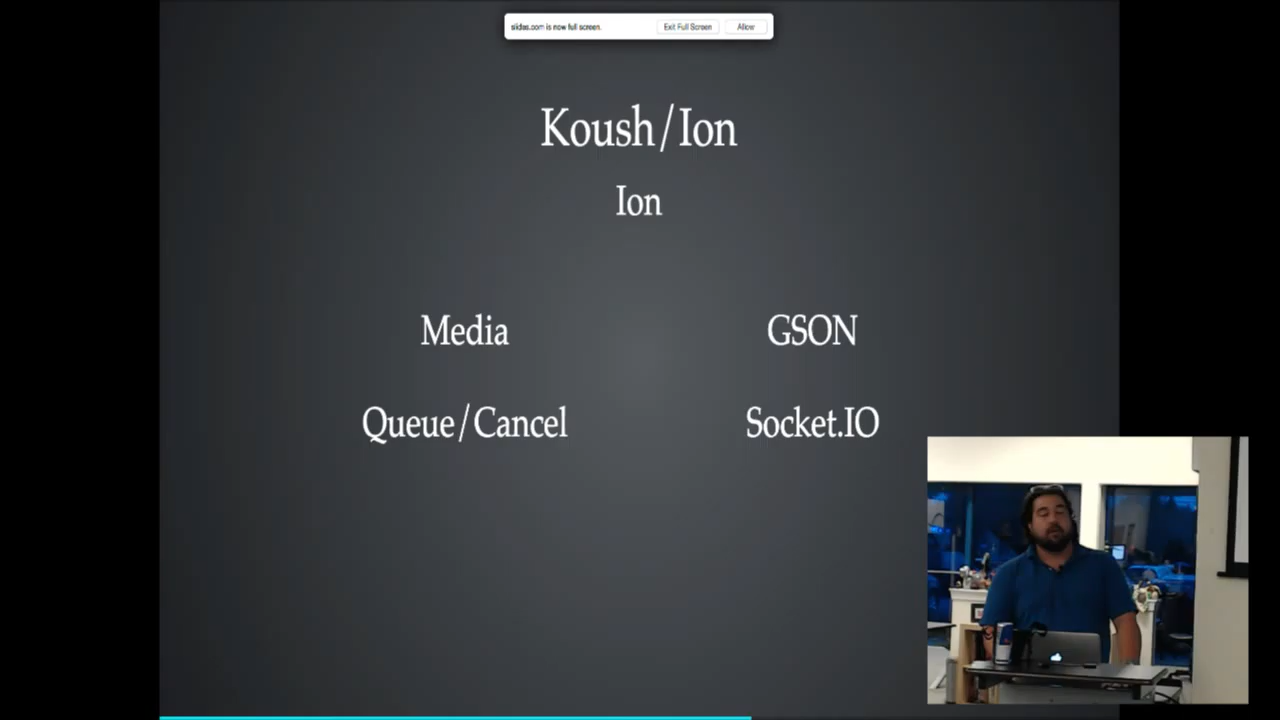 slides.com is now full screen.
Exit Full Screen
Allow
Koush/Ion
Ion
Media
GSON
Queue/Cancel
Socket.IO